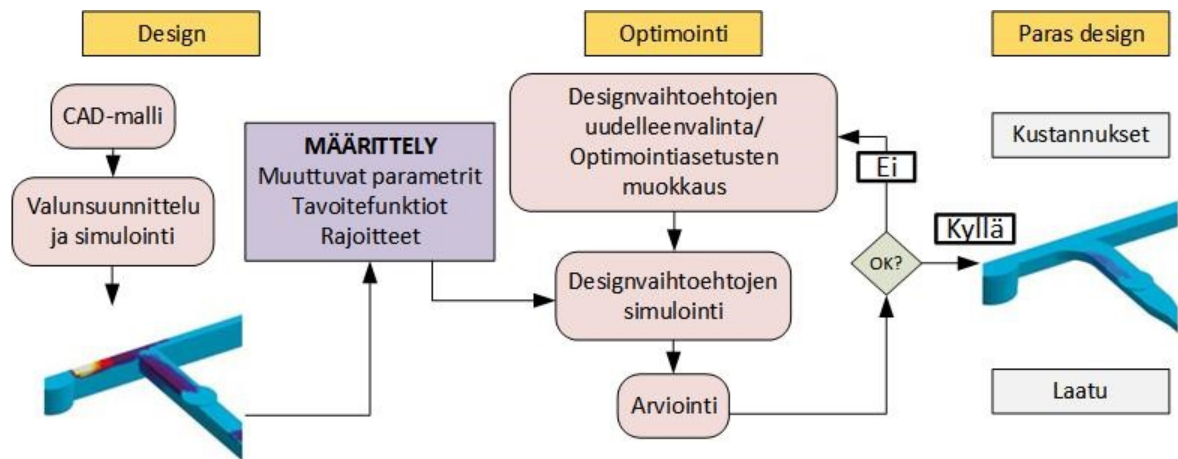 Design
CAD-malli
Valunsuunnittelu
ja simulointi
MÄÄRITTELY
Muuttuvat parametrit
Tavoitefunktiot
Rajoitteet
Optimointi
Designvaihtoehtojen
uudelleenvalinta/
Optimointiasetusten
muokkaus
Designvaihtoehtojen
simulointi
Arviointi
Ei
OK?
Kyllä
Paras design
Kustannukset
Laatu